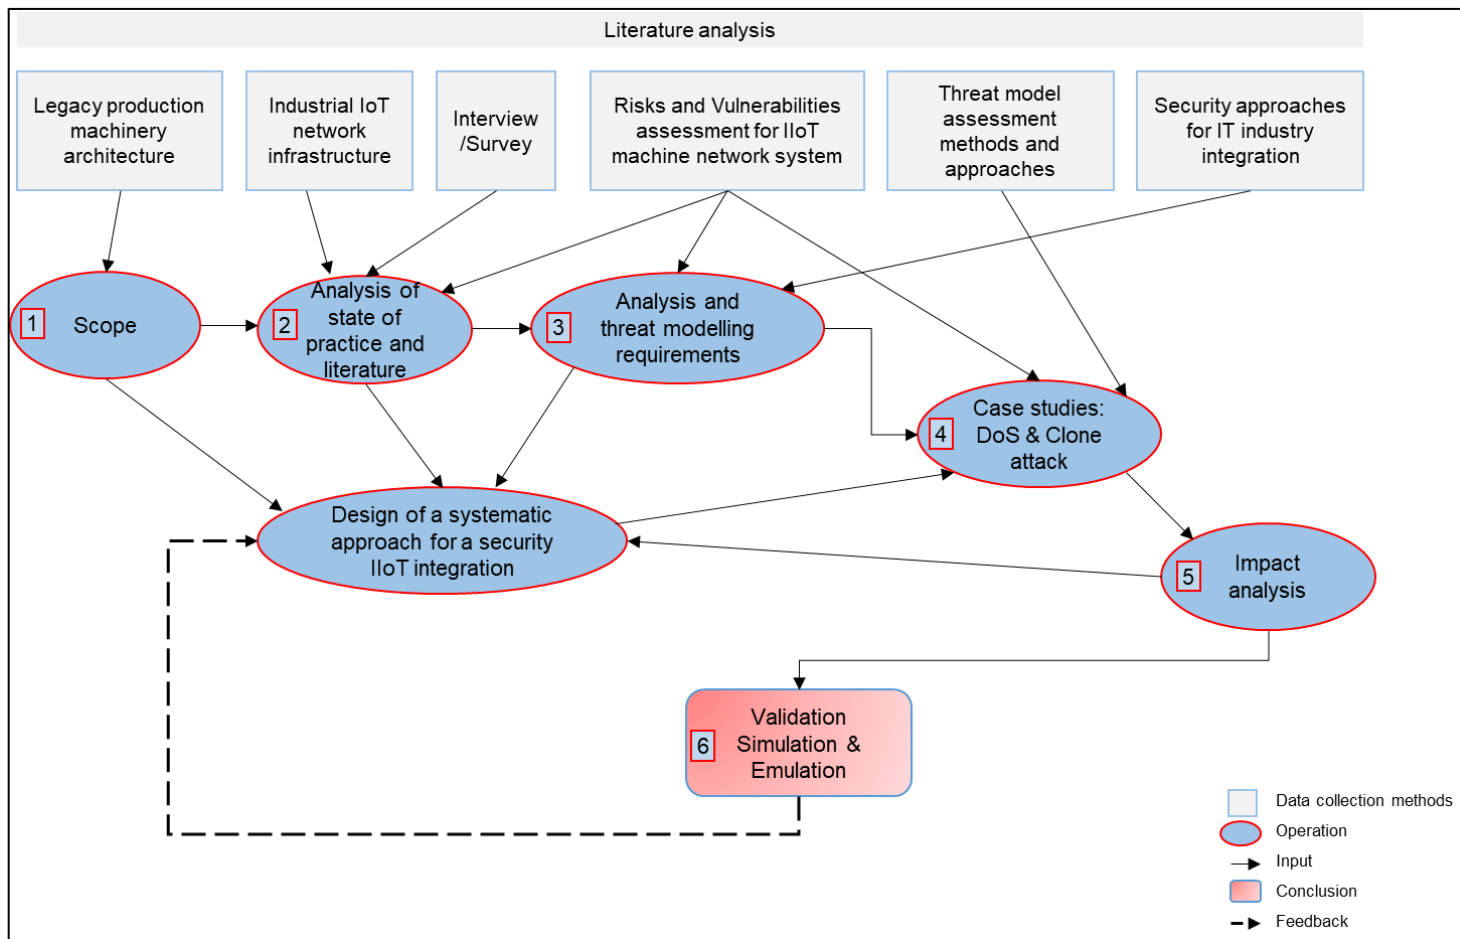 Literature analysis
Legacy production
machinery
architecture
Industrial IoT
network
infrastructure
Interview
/Survey
Risks and Vulnerabilities
assessment for IIoT
machine network system
Threat model
assessment
methods and
approaches
Security approaches
for IT industry
integration
1
Scope
2
Analysis of
state of
practice and
literature
3
Analysis and
threat modelling
requirements
4
Case studies:
DoS & Clone
attack
Design of a systematic
approach for a security
IIoT integration
5
Impact
analysis
6
Validation
Simulation &
Emulation
Data collection methods
Operation
Input
Conclusion
Feedback